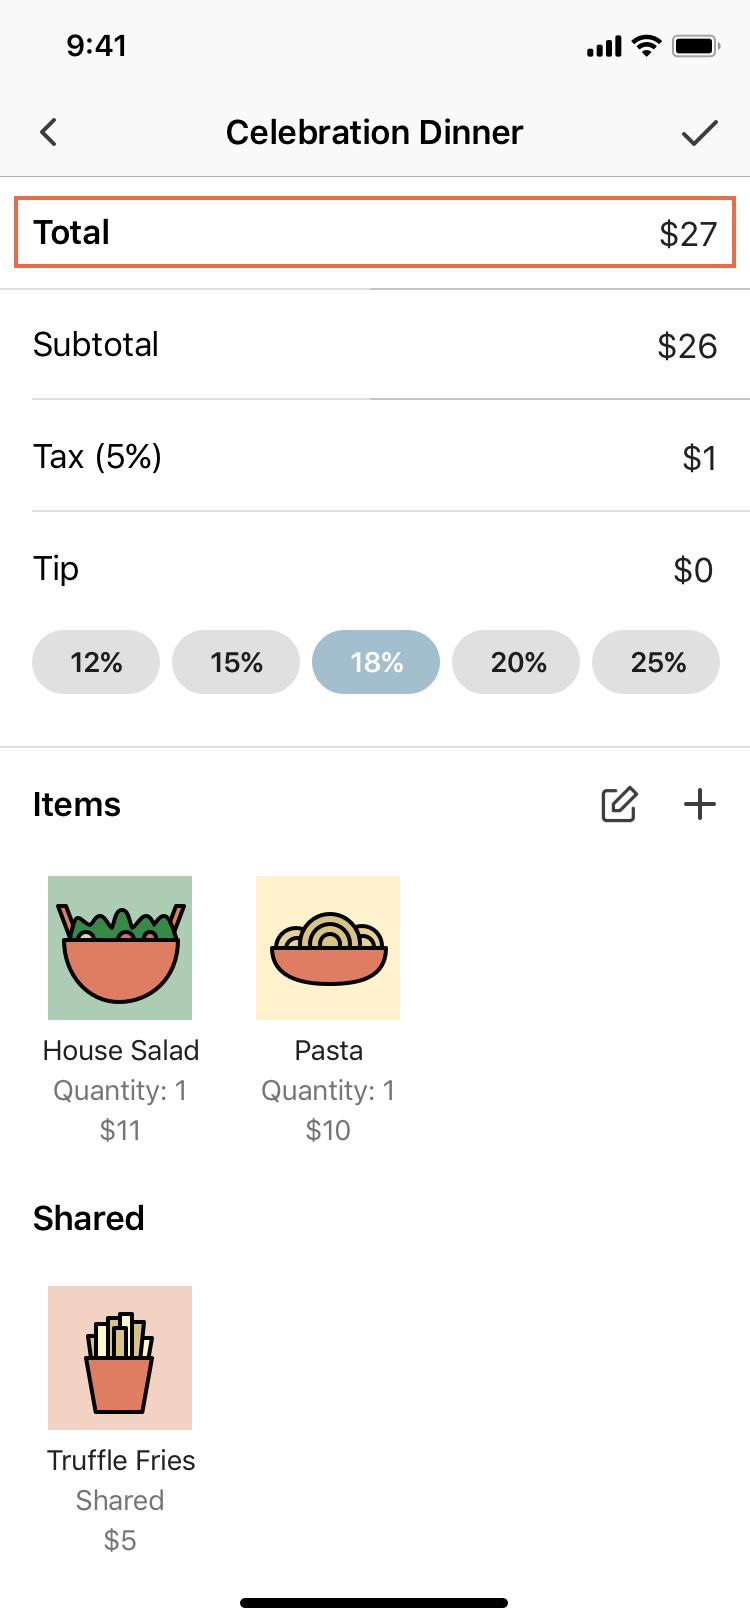 9:41
Celebration Dinner
Total $27
Subtotal $26
Tax (5%) $1
Tip $0
12% 15% 18% 20% 25%
Items
House Salad Pasta
Quantity: 1 Quantity: 1
$11 $10
Shared
Truffle Fries
Shared
$5